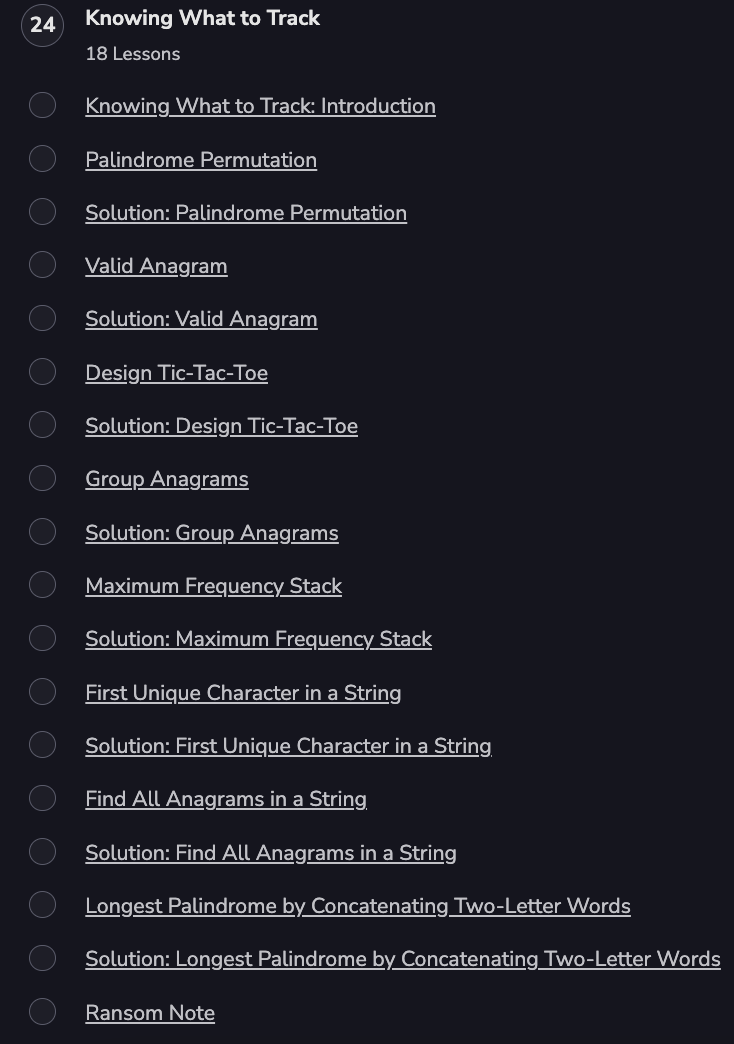 24
Knowing What to Track
18 Lessons
Knowing What to Track: Introduction
Palindrome Permutation
Solution: Palindrome Permutation
Valid Anagram
Solution: Valid Anagram
Design Tic-Tac-Toe
Solution: Design Tic-Tac-Toe
Group Anagrams
Solution: Group Anagrams
Maximum Frequency Stack
Solution: Maximum Frequency Stack
First Unique Character in a String
Solution: First Unique Character in a String
Find All Anagrams in a String
Solution: Find All Anagrams in a String
Longest Palindrome by Concatenating Two-Letter Words
Solution: Longest Palindrome by Concatenating Two-Letter Words
Ransom Note